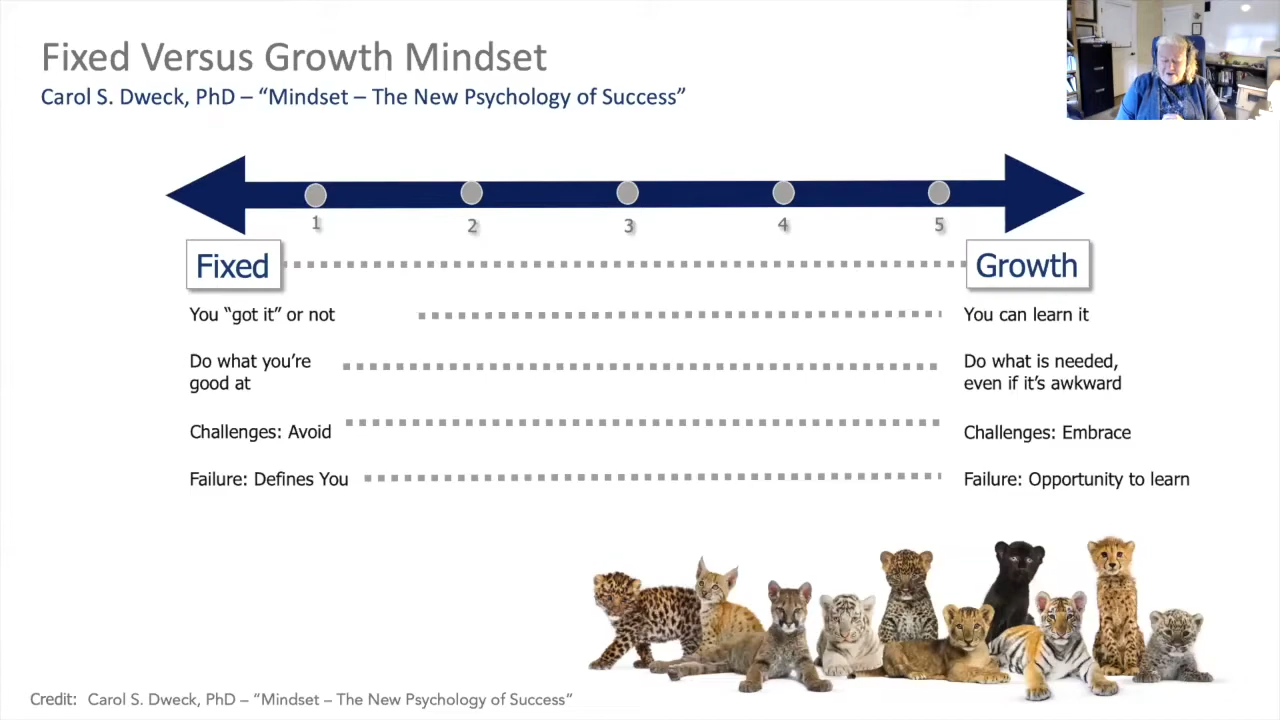 Fixed Versus Growth Mindset
Carol S. Dweck, PhD – “Mindset – The New Psychology of Success”
1 2 3 4 5
Fixed Growth
You “got it” or not You can learn it
Do what you’re Do what is needed,
good at even if it’s awkward
Challenges: Avoid Challenges: Embrace
Failure: Defines You Failure: Opportunity to learn
Credit: Carol S. Dweck, PhD – “Mindset – The New Psychology of Success”